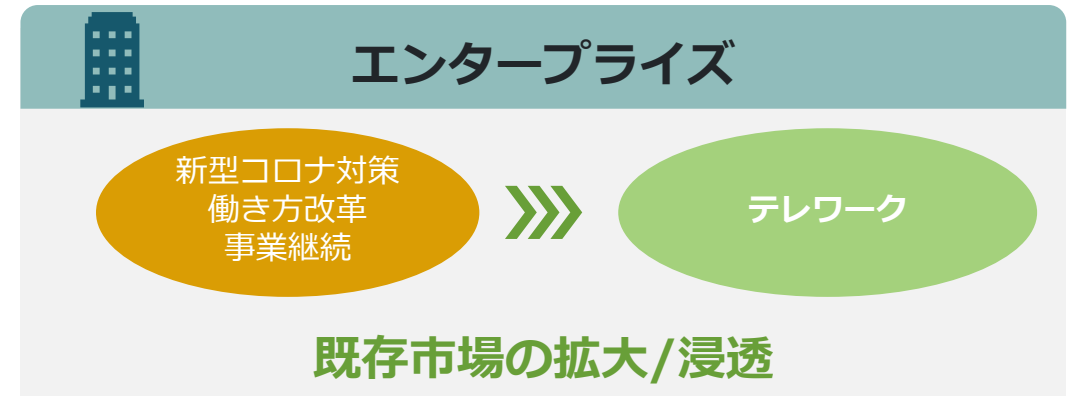 エンタープライズ
新型コロナ対策
働き方改革
事業継続
テレワーク
既存市場の拡大/浸透